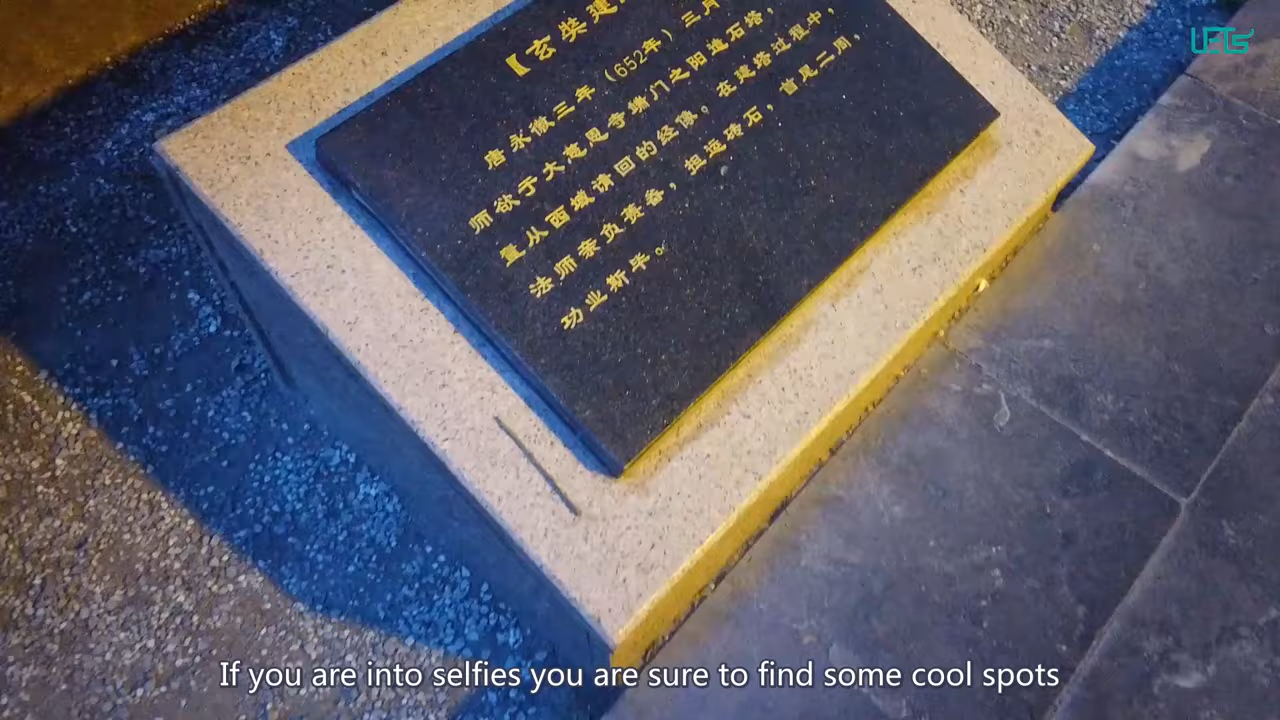 【玄奘建
唐永徽三年(652年)三月
师欲于大慈恩寺端门之阳造石塔,
置从西域请回的经像。在建塔过程中,
法师亲负篑畚,担运砖石,首尾二周,
功业斯毕。
UETS
If you are into selfies you are sure to find some cool spots